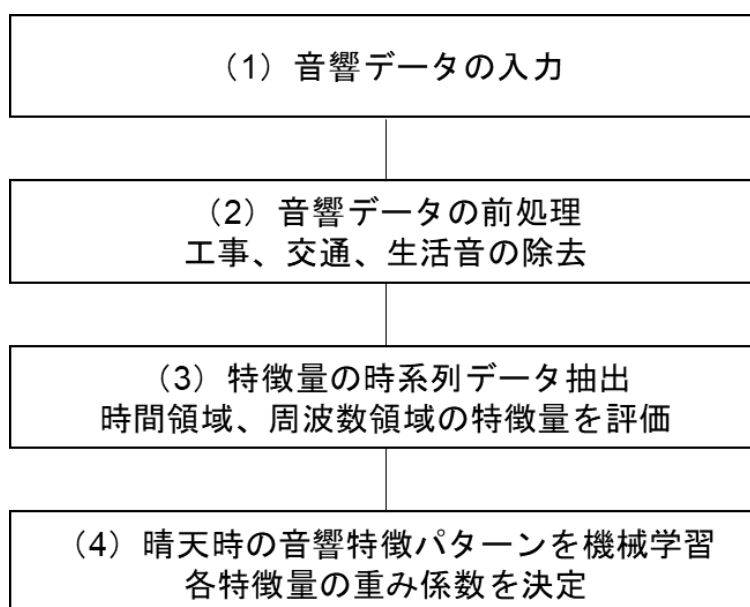 （1）音響データの入力
（2）音響データの前処理
工事、交通、生活音の除去
（3）特徴量の時系列データ抽出
時間領域、周波数領域の特徴量を評価
（4）晴天時の音響特徴パターンを機械学習
各特徴量の重み係数を決定